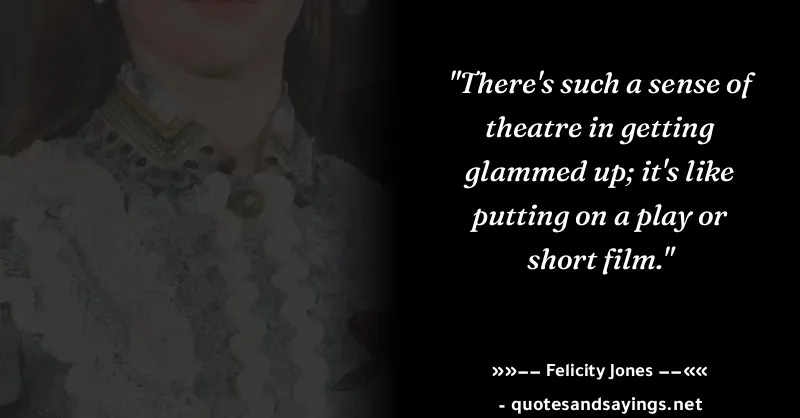 "There's such a sense of
theatre in getting
glammed up; it's like
putting on a play or
short film."
»»–– Felicity Jones ––««
- quotesandsayings.net